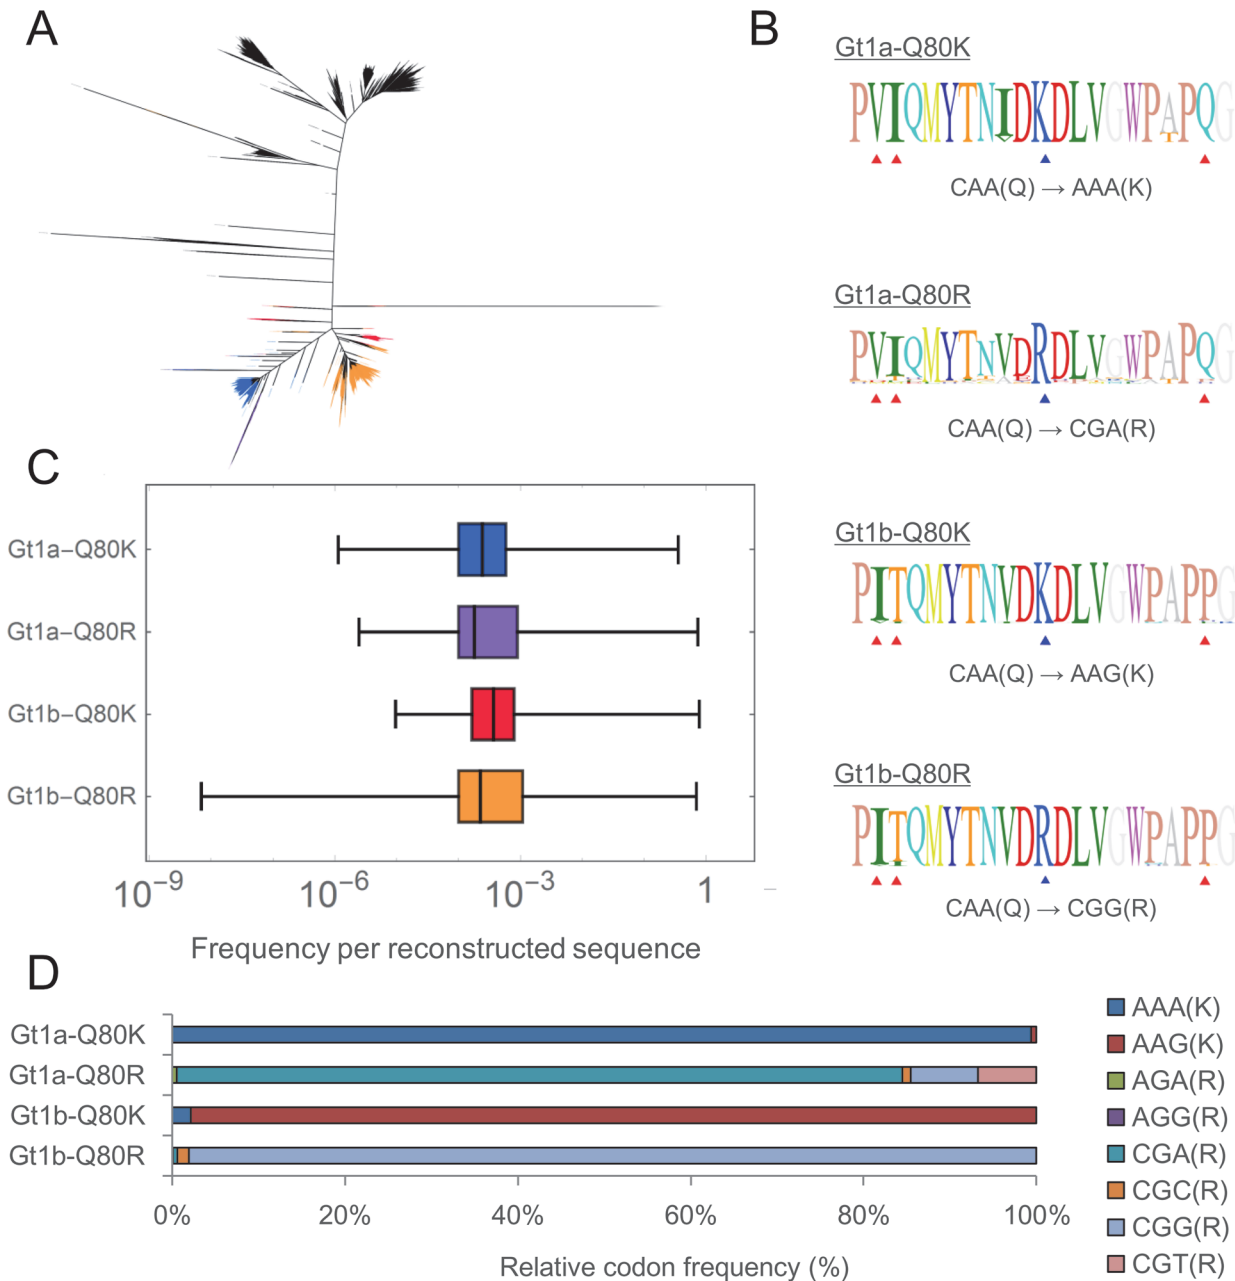 A
B
Gt1a-Q80K
PVIQMYTNIDKDLVGWPAPQG
CAA(Q) → AAA(K)
Gt1a-Q80R
PVIQMYTNVDRDLVGWPAPQG
CAA(Q) → CGA(R)
Gt1b-Q80K
PITQMYTNVDKDLVGWPAPPG
CAA(Q) → AAG(K)
Gt1b-Q80R
PITQMYTNVDRDLVGWPAPPG
CAA(Q) → CGG(R)
C
Gt1a–Q80K
Gt1a–Q80R
Gt1b–Q80K
Gt1b–Q80R
10⁻⁹ 10⁻⁶ 10⁻³ 1
Frequency per reconstructed sequence
D
Gt1a-Q80K
Gt1a-Q80R
Gt1b-Q80K
Gt1b-Q80R
0% 20% 40% 60% 80% 100%
Relative codon frequency (%)
AAA(K)
AAG(K)
AGA(R)
AGG(R)
CGA(R)
CGC(R)
CGG(R)
CGT(R)